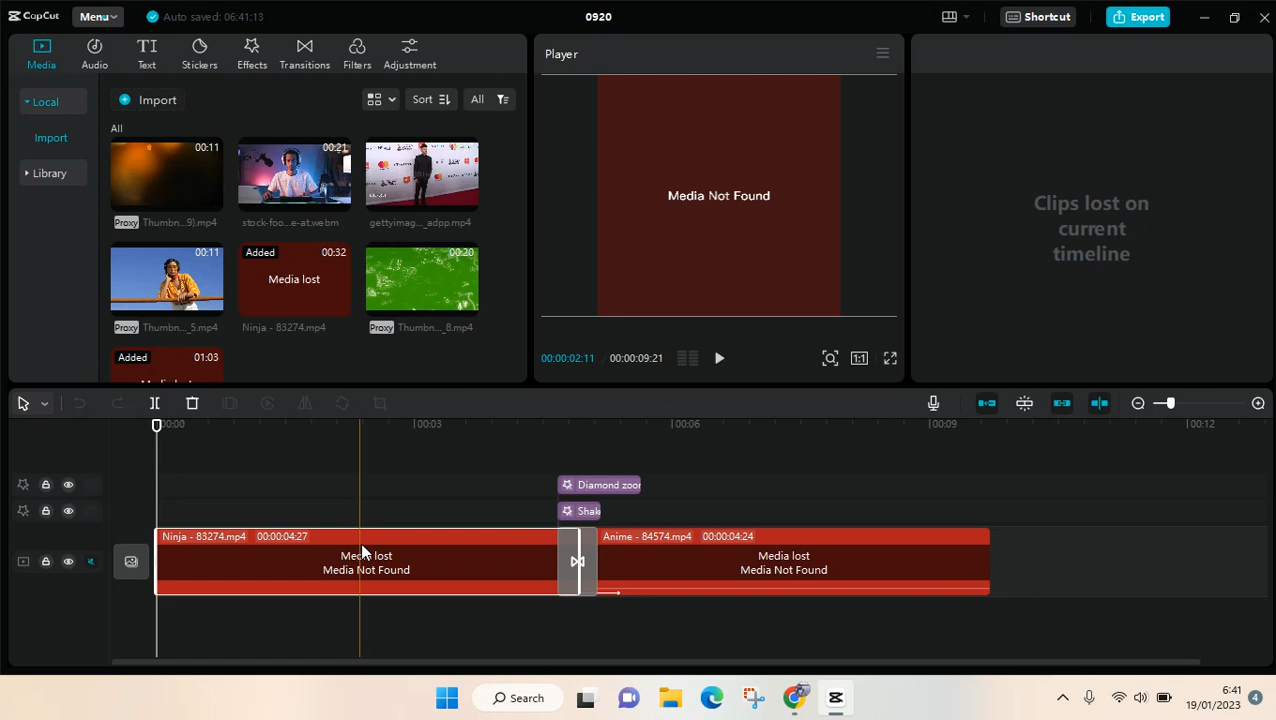 CapCut
Menu
Auto saved: 06:41:13
0920
Shortcut
Export
Media
Audio
Text
Stickers
Effects
Transitions
Filters
Adjustment
Local
Import
Library
Import
Sort
All
All
00:11
Proxy Thumbn...9).mp4
00:21
stock-foo...e-at.webm
gettyimag..._adpp.mp4
00:11
Proxy Thumbn..._5.mp4
Added 00:32
Media lost
Ninja - 83274.mp4
00:20
Proxy Thumbn..._8.mp4
Added 01:03
Player
Media Not Found
00:00:02:11 / 00:00:09:21
1:1
Clips lost on
current
timeline
00:00
00:03
00:06
00:09
00:12
Diamond zoor
Shak
Ninja - 83274.mp4 00:00:04:27
Media lost
Media Not Found
Anime - 84574.mp4 00:00:04:24
Media lost
Media Not Found
Search
6:41
19/01/2023
4